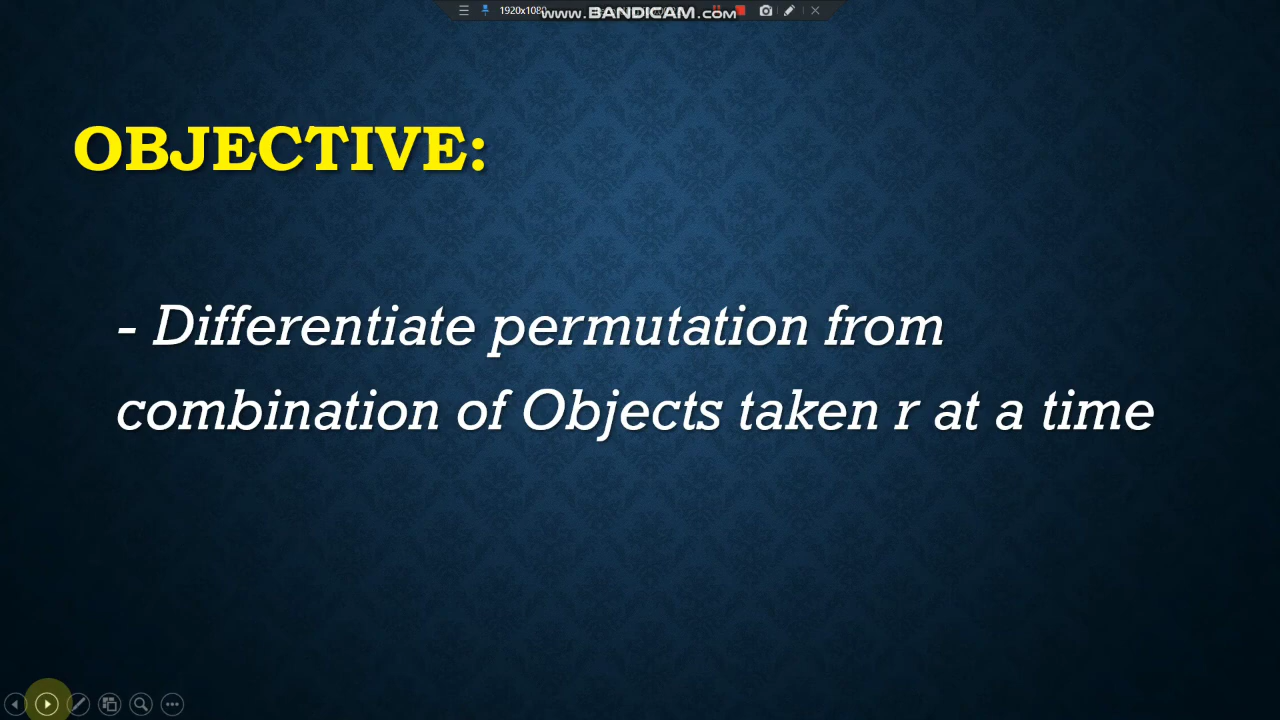 1920x1080
www.BANDICAM.com
OBJECTIVE:
- Differentiate permutation from
combination of Objects taken r at a time